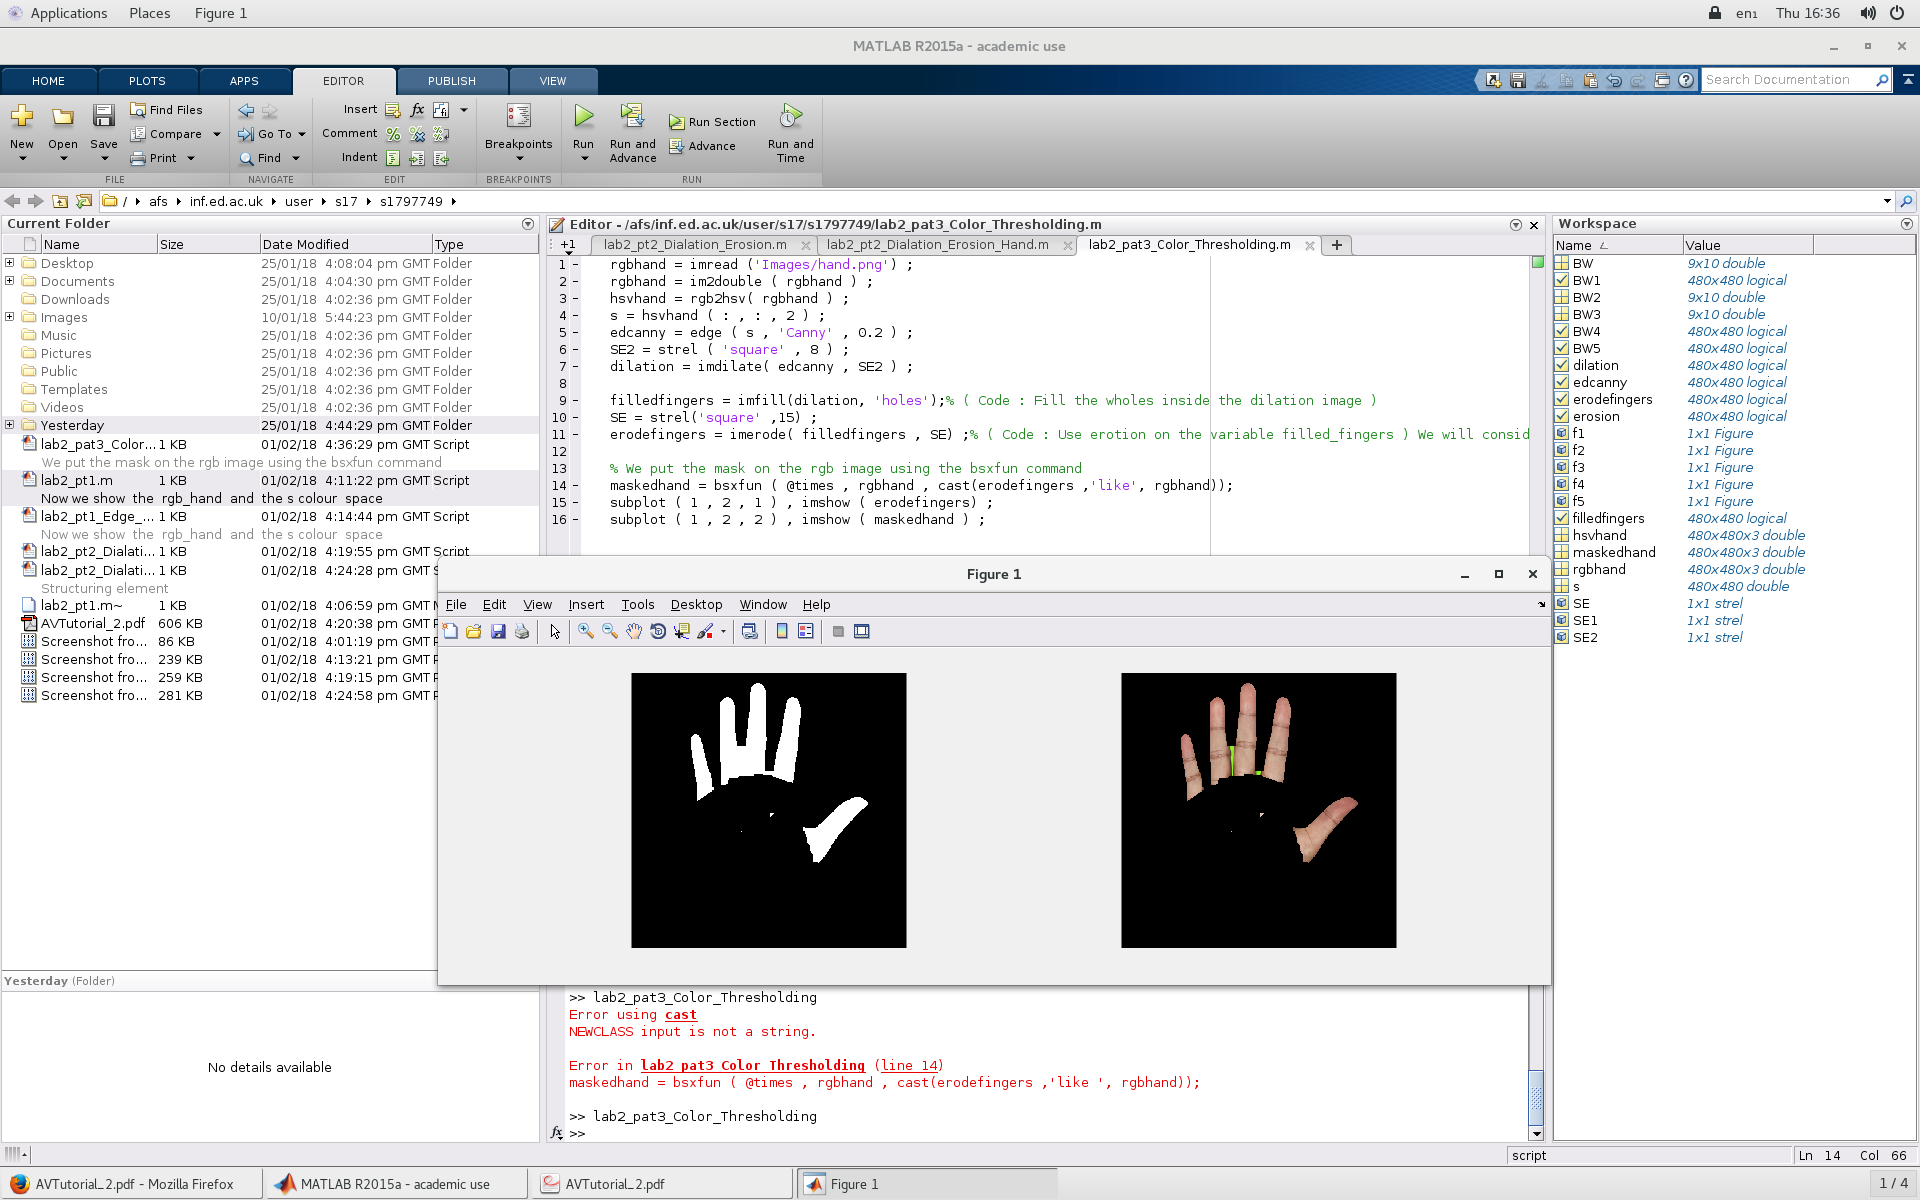 Applications Places Figure 1 en1 Thu 16:36
MATLAB R2015a - academic use
HOME PLOTS APPS EDITOR PUBLISH VIEW Search Documentation
New Open Save Find Files Compare Print
Go To Find
Insert Comment Indent
Breakpoints
Run Run and Advance Run Section Advance Run and Time
FILE NAVIGATE EDIT BREAKPOINTS RUN
/ afs inf.ed.ac.uk user s17 s1797749
Current Folder
Name Size Date Modified Type
Desktop 25/01/18 4:08:04 pm GMT Folder
Documents 25/01/18 4:04:30 pm GMT Folder
Downloads 25/01/18 4:02:36 pm GMT Folder
Images 10/01/18 5:44:23 pm GMT Folder
Music 25/01/18 4:02:36 pm GMT Folder
Pictures 25/01/18 4:02:36 pm GMT Folder
Public 25/01/18 4:02:36 pm GMT Folder
Templates 25/01/18 4:02:36 pm GMT Folder
Videos 25/01/18 4:02:36 pm GMT Folder
Yesterday 25/01/18 4:44:29 pm GMT Folder
lab2_pat3_Color... 1 KB 01/02/18 4:36:29 pm GMT Script
We put the mask on the rgb image using the bsxfun command
lab2_pt1.m 1 KB 01/02/18 4:11:22 pm GMT Script
Now we show the rgb_hand and the s colour space
lab2_pt1_Edge_... 1 KB 01/02/18 4:14:44 pm GMT Script
Now we show the rgb_hand and the s colour space
lab2_pt2_Dialati... 1 KB 01/02/18 4:19:55 pm GMT Script
lab2_pt2_Dialati... 1 KB 01/02/18 4:24:28 pm GMT S
Structuring element
lab2_pt1.m~ 1 KB 01/02/18 4:06:59 pm GMT
AVTutorial_2.pdf 606 KB 01/02/18 4:20:38 pm GMT
Screenshot fro... 86 KB 01/02/18 4:01:19 pm GMT
Screenshot fro... 239 KB 01/02/18 4:13:21 pm GMT
Screenshot fro... 259 KB 01/02/18 4:19:15 pm GMT
Screenshot fro... 281 KB 01/02/18 4:24:58 pm GMT
Yesterday (Folder)
No details available
Editor - /afs/inf.ed.ac.uk/user/s17/s1797749/lab2_pat3_Color_Thresholding.m
+1 lab2_pt2_Dialation_Erosion.m lab2_pt2_Dialation_Erosion_Hand.m lab2_pat3_Color_Thresholding.m
1 - rgbhand = imread ('Images/hand.png') ;
2 - rgbhand = im2double ( rgbhand ) ;
3 - hsvhand = rgb2hsv( rgbhand ) ;
4 - s = hsvhand ( : , : , 2 ) ;
5 - edcanny = edge ( s , 'Canny' , 0.2 ) ;
6 - SE2 = strel ( 'square' , 8 ) ;
7 - dilation = imdilate( edcanny , SE2 ) ;
8
9 - filledfingers = imfill(dilation, 'holes');% ( Code : Fill the wholes inside the dilation image )
10 - SE = strel('square' ,15) ;
11 - erodefingers = imerode( filledfingers , SE) ;% ( Code : Use erotion on the variable filled_fingers ) We will consid
12
13 % We put the mask on the rgb image using the bsxfun command
14 - maskedhand = bsxfun ( @times , rgbhand , cast(erodefingers ,'like', rgbhand));
15 - subplot ( 1 , 2 , 1 ) , imshow ( erodefingers) ;
16 - subplot ( 1 , 2 , 2 ) , imshow ( maskedhand ) ;
Figure 1
File Edit View Insert Tools Desktop Window Help
>> lab2_pat3_Color_Thresholding
Error using cast
NEWCLASS input is not a string.
Error in lab2_pat3_Color_Thresholding (line 14)
maskedhand = bsxfun ( @times , rgbhand , cast(erodefingers ,'like ', rgbhand));
>> lab2_pat3_Color_Thresholding
fx >>
Workspace
Name Value
BW 9x10 double
BW1 480x480 logical
BW2 9x10 double
BW3 9x10 double
BW4 480x480 logical
BW5 480x480 logical
dilation 480x480 logical
edcanny 480x480 logical
erodefingers 480x480 logical
erosion 480x480 logical
f1 1x1 Figure
f2 1x1 Figure
f3 1x1 Figure
f4 1x1 Figure
f5 1x1 Figure
filledfingers 480x480 logical
hsvhand 480x480x3 double
maskedhand 480x480x3 double
rgbhand 480x480x3 double
s 480x480 double
SE 1x1 strel
SE1 1x1 strel
SE2 1x1 strel
script Ln 14 Col 66
AVTutorial_2.pdf - Mozilla Firefox MATLAB R2015a - academic use AVTutorial_2.pdf Figure 1 1 / 4